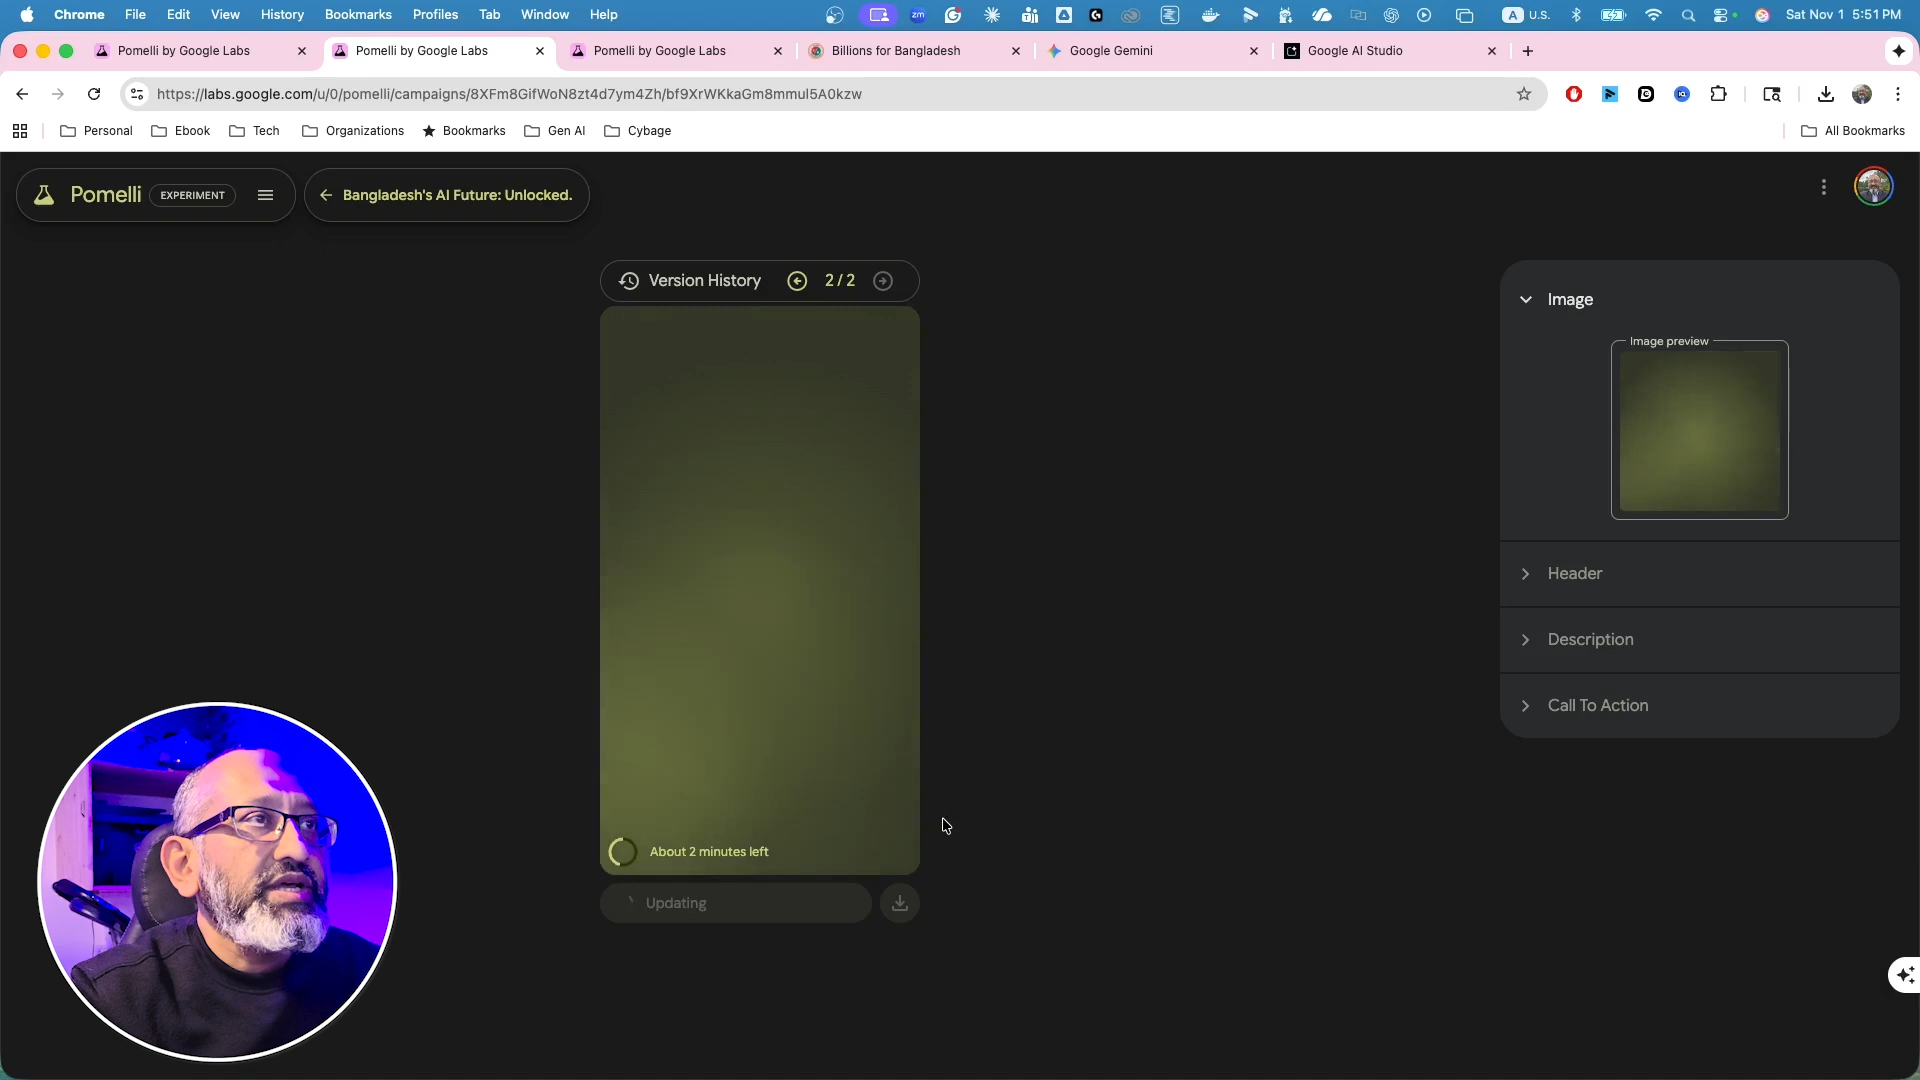 Chrome File Edit View History Bookmarks Profiles Tab Window Help
zm A U.S. Sat Nov 1 5:51 PM
Pomelli by Google Labs
Pomelli by Google Labs
Pomelli by Google Labs
Billions for Bangladesh
Google Gemini
Google AI Studio
https://labs.google.com/u/0/pomelli/campaigns/8XFm8GifWoN8zt4d7ym4Zh/bf9XrWKkaGm8mmul5A0kzw
Personal Ebook Tech Organizations Bookmarks Gen AI Cybage All Bookmarks
Pomelli EXPERIMENT
Bangladesh's AI Future: Unlocked.
Version History 2 / 2
Image
Image preview
Header
Description
Call To Action
About 2 minutes left
Updating